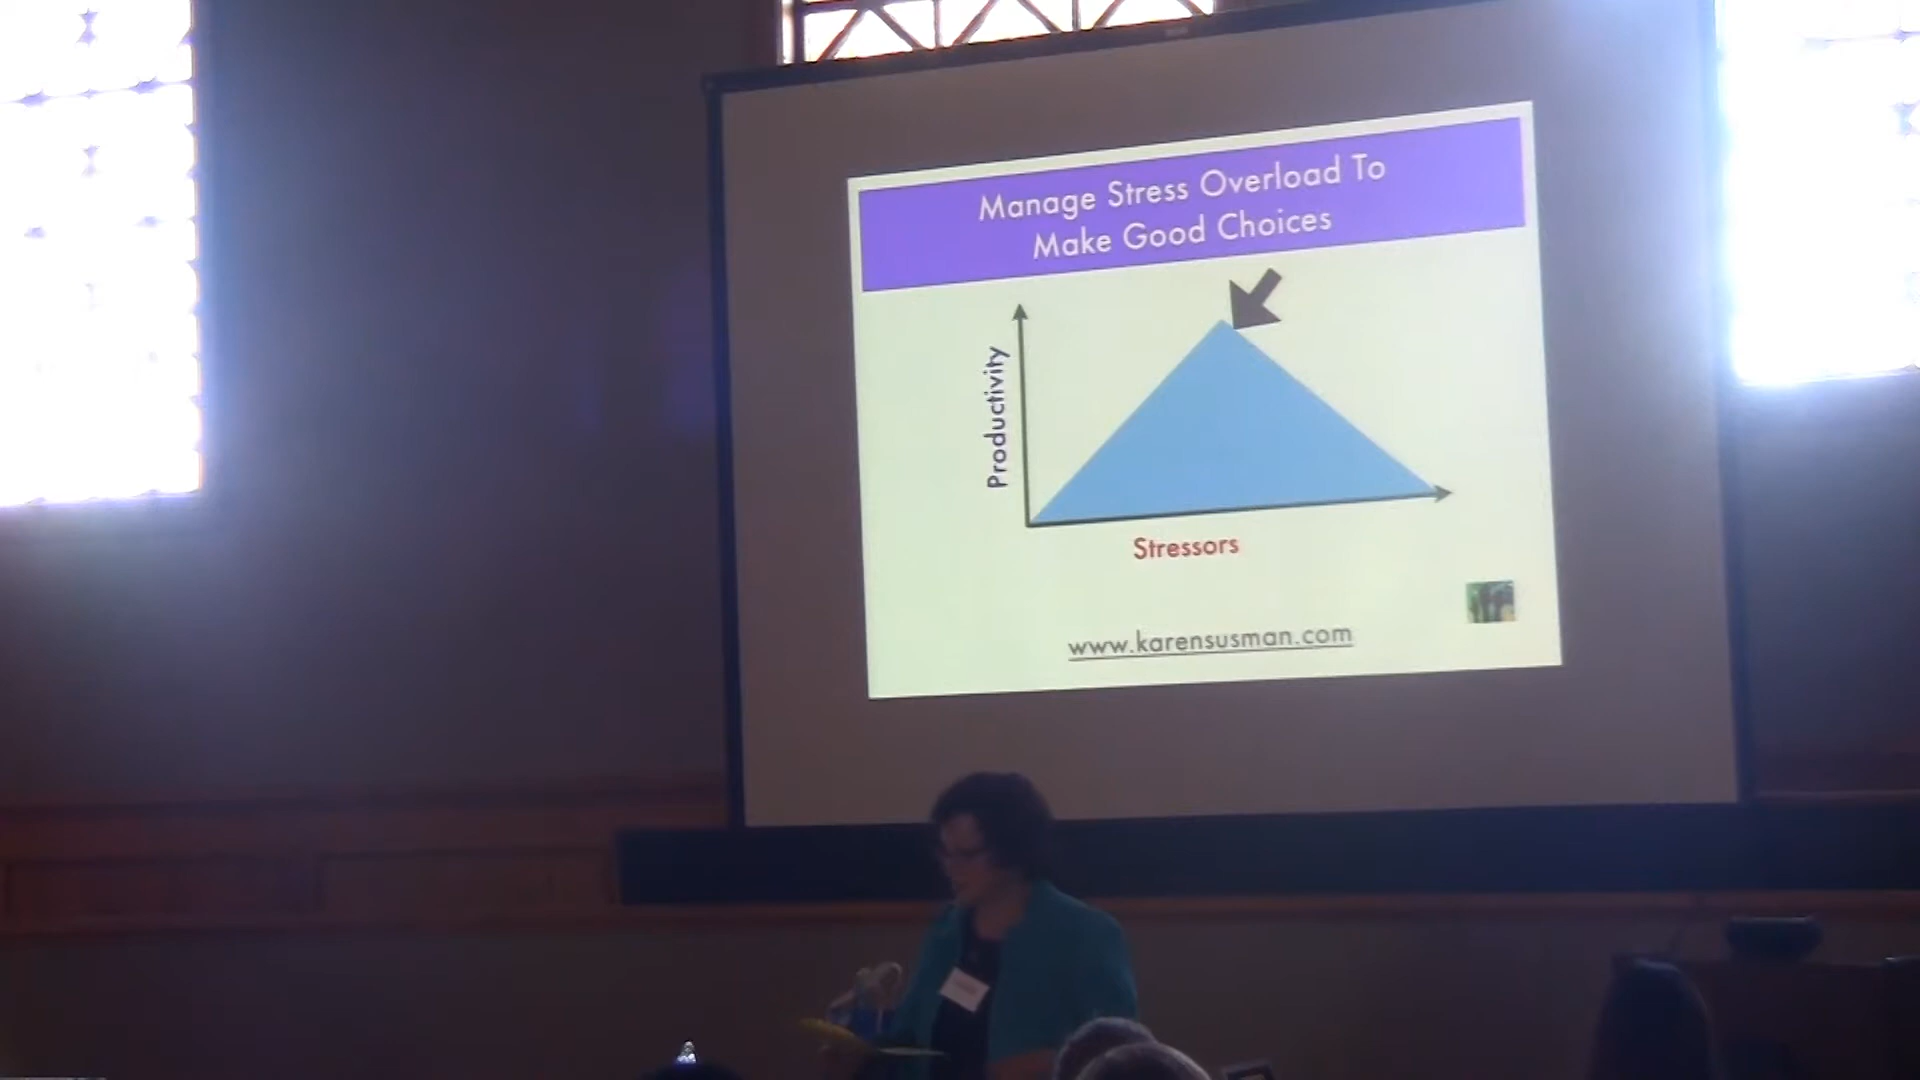 Manage Stress Overload To
Make Good Choices
Productivity
Stressors
www.karensusman.com